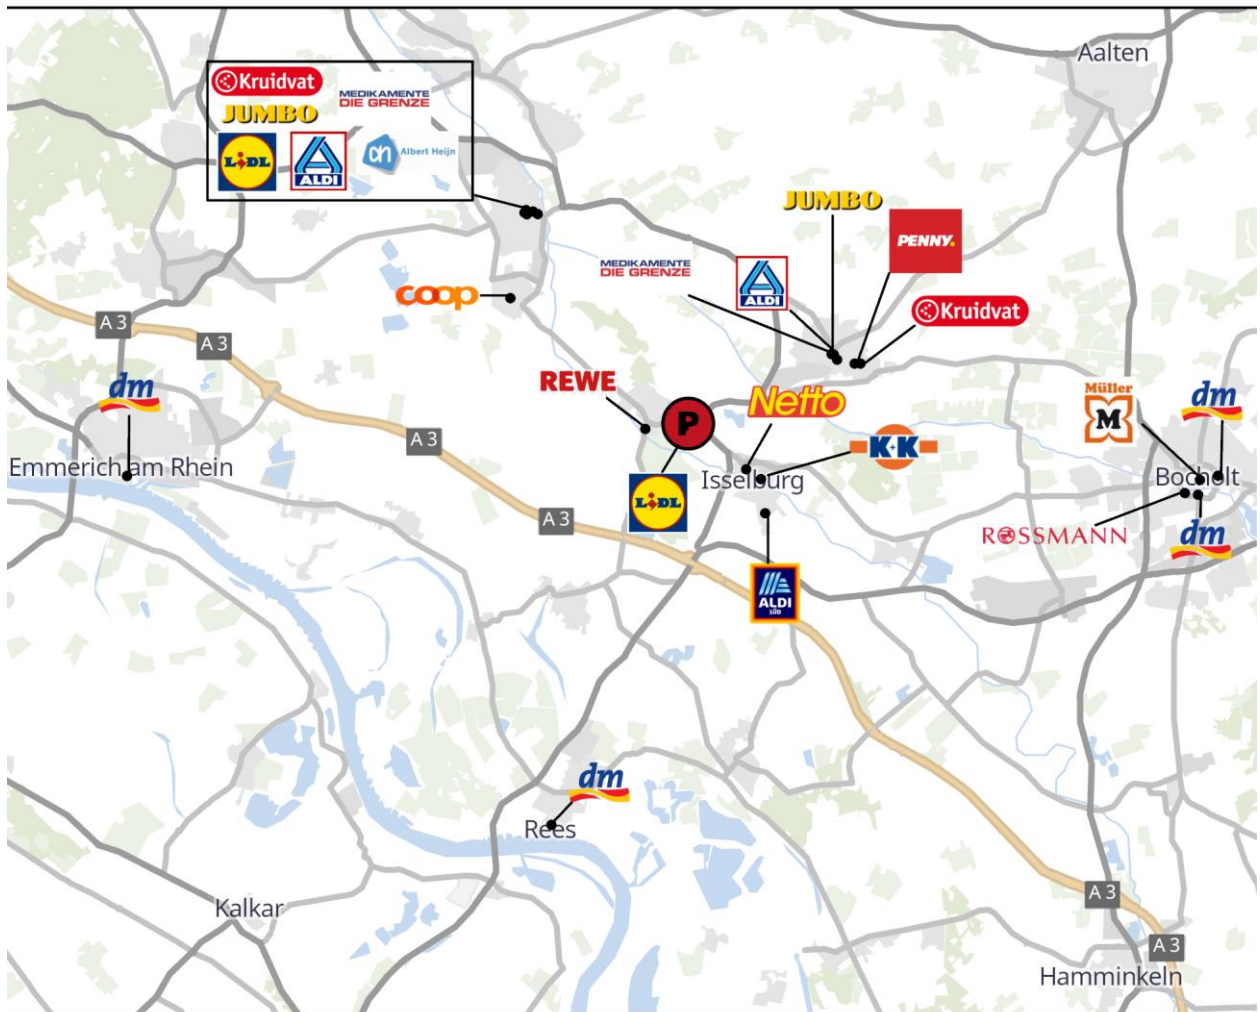 Aalten
Kruidvat
MEDIKAMENTE
DIE GRENZE
JUMBO
LiDL
ALDI
ah
Albert Heijn
JUMBO
PENNY.
MEDIKAMENTE
DIE GRENZE
ALDI
coop
Kruidvat
A 3
A 3
dm
REWE
P
Netto
Müller
M
dm
A 3
K+K
Emmerich am Rhein
LiDL
Isselburg
Bocholt
A 3
ROSSMANN
dm
ALDI
SÜD
dm
Rees
Kalkar
A 3
A 3
Hamminkeln